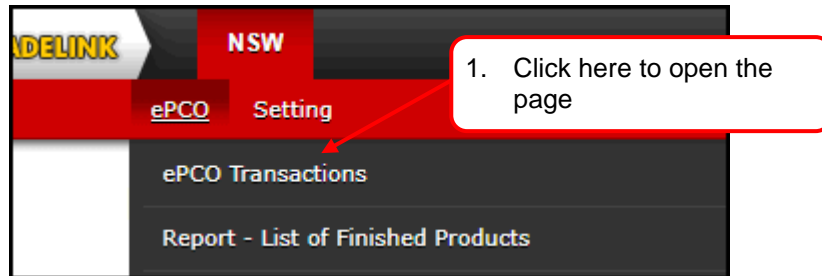 ADELINK
NSW
1. Click here to open the
page
ePCO Setting
ePCO Transactions
Report - List of Finished Products